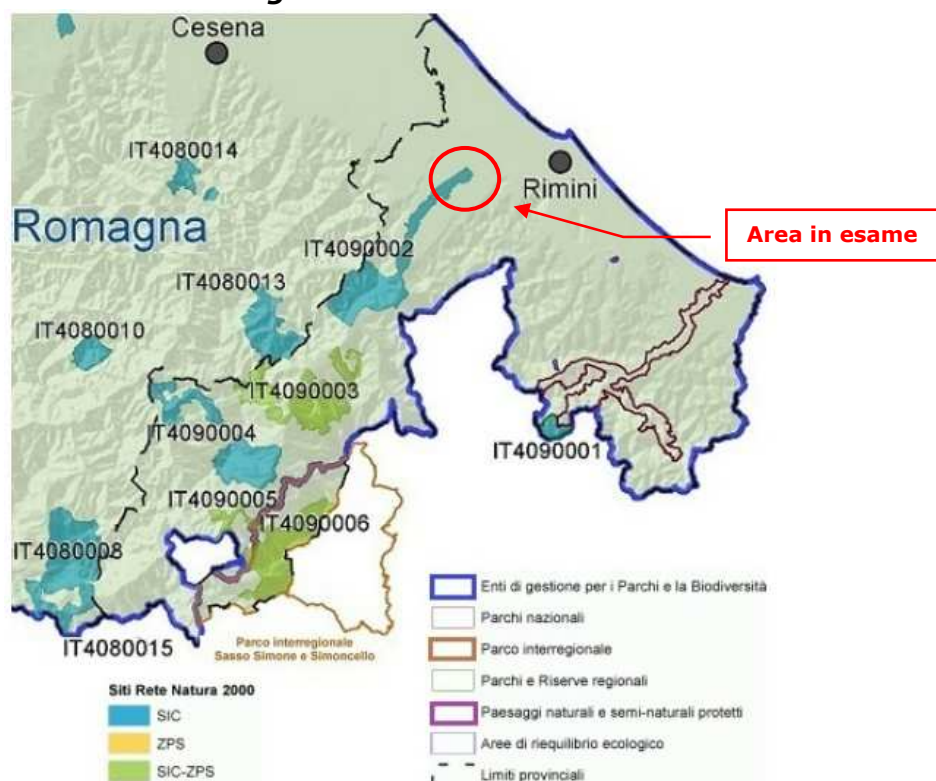 Cesena
IT4080014
Rimini
Romagna
Area in esame
IT4090002
IT4080013
IT4080010
IT4090003
IT4090004
IT4090001
IT4090005
IT4090006
IT4080008
IT4080015
Parco interregionale
Sasso Simone e Simoncello
Siti Rete Natura 2000
SIC
ZPS
SIC-ZPS
Enti di gestione per i Parchi e la Biodiversità
Parchi nazionali
Parco interregionale
Parchi e Riserve regionali
Paesaggi naturali e semi-naturali protetti
Aree di riequilibrio ecologico
Limiti provinciali